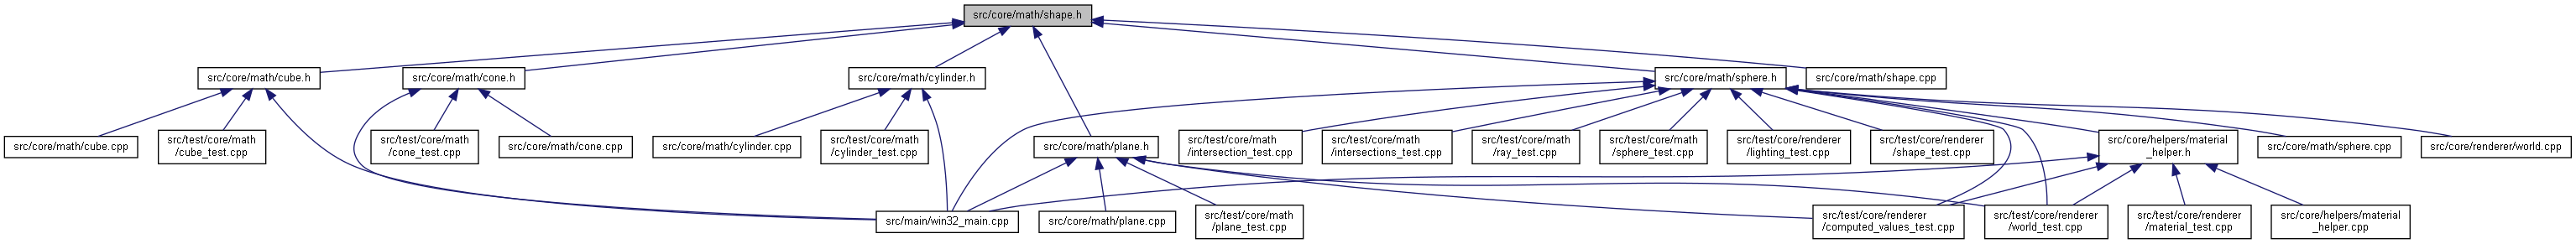 src/core/math/shape.h
src/core/math/cube.h
src/core/math/cone.h
src/core/math/cylinder.h
src/core/math/sphere.h
src/core/math/shape.cpp
src/core/math/cube.cpp
src/test/core/math
/cube_test.cpp
src/test/core/math
/cone_test.cpp
src/core/math/cone.cpp
src/core/math/cylinder.cpp
src/test/core/math
/cylinder_test.cpp
src/core/math/plane.h
src/test/core/math
/intersection_test.cpp
src/test/core/math
/intersections_test.cpp
src/test/core/math
/ray_test.cpp
src/test/core/math
/sphere_test.cpp
src/test/core/renderer
/lighting_test.cpp
src/test/core/renderer
/shape_test.cpp
src/core/helpers/material
_helper.h
src/core/math/sphere.cpp
src/core/renderer/world.cpp
src/main/win32_main.cpp
src/core/math/plane.cpp
src/test/core/math
/plane_test.cpp
src/test/core/renderer
/computed_values_test.cpp
src/test/core/renderer
/world_test.cpp
src/test/core/renderer
/material_test.cpp
src/core/helpers/material
_helper.cpp